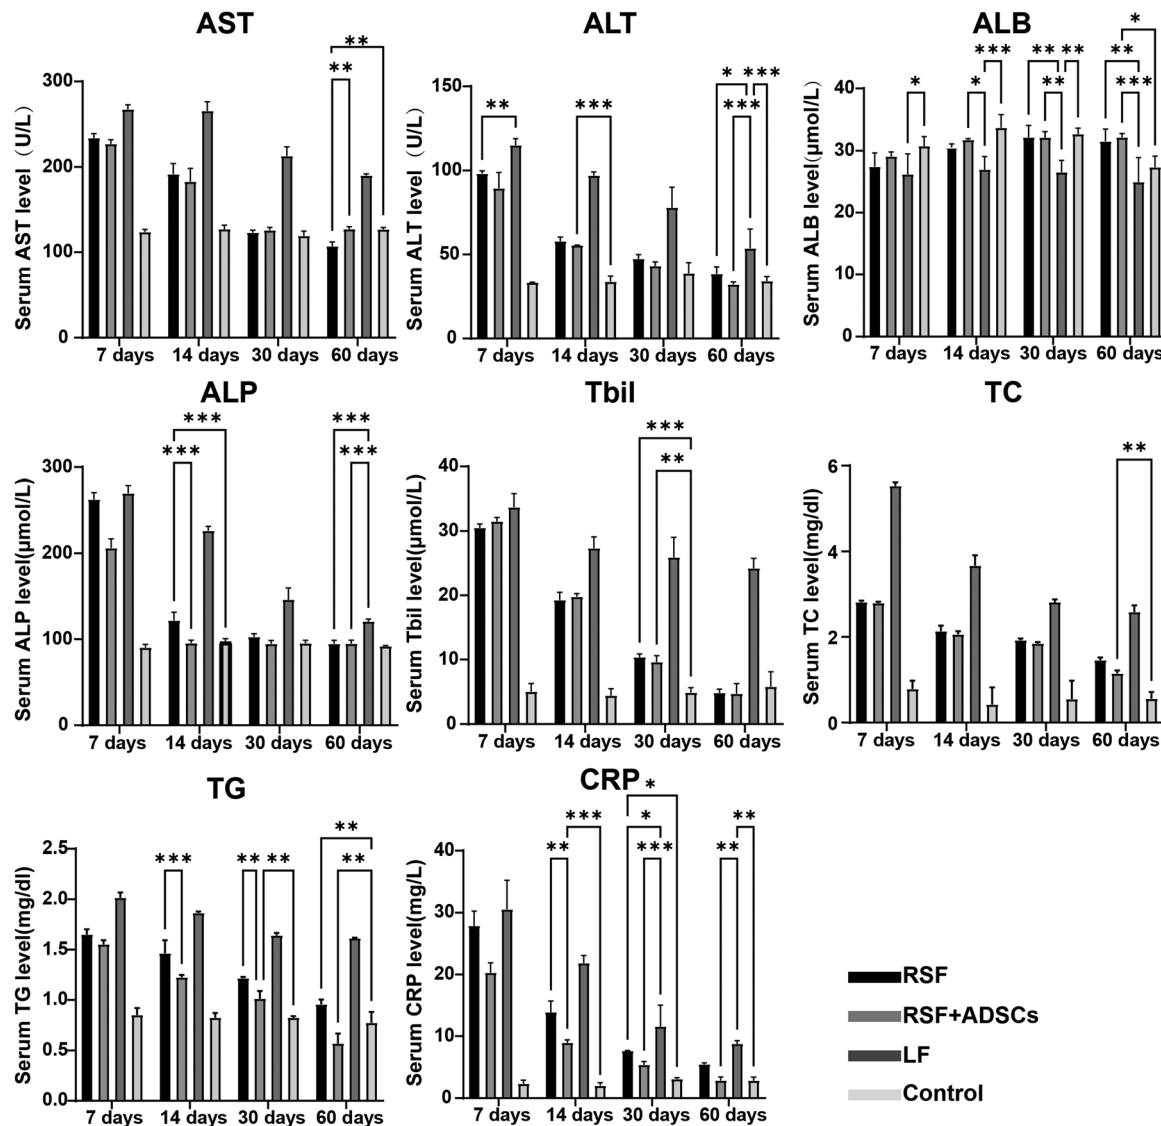 AST
Serum AST level（U/L）
300
200
100
0
** 
**
7 days 14 days 30 days 60 days
ALT
Serum ALT level（U/L）
150
100
50
0
**
***
* ***
***
7 days 14 days 30 days 60 days
ALB
Serum ALB level(μmol/L)
40
30
20
10
0
*
* ***
** **
**
*
**
***
7 days 14 days 30 days 60 days
ALP
Serum ALP level(μmol/L)
300
200
100
0
***
***
***
***
7 days 14 days 30 days 60 days
Tbil
Serum Tbil level(μmol/L)
40
30
20
10
0
***
**
7 days 14 days 30 days 60 days
TC
Serum TC level(mg/dl)
6
4
2
0
**
7 days 14 days 30 days 60 days
TG
Serum TG level(mg/dl)
2.5
2.0
1.5
1.0
0.5
0.0
***
** **
**
**
7 days 14 days 30 days 60 days
CRP
Serum CRP level(mg/L)
40
30
20
10
0
***
**
*
*
***
**
**
7 days 14 days 30 days 60 days
RSF
RSF+ADSCs
LF
Control